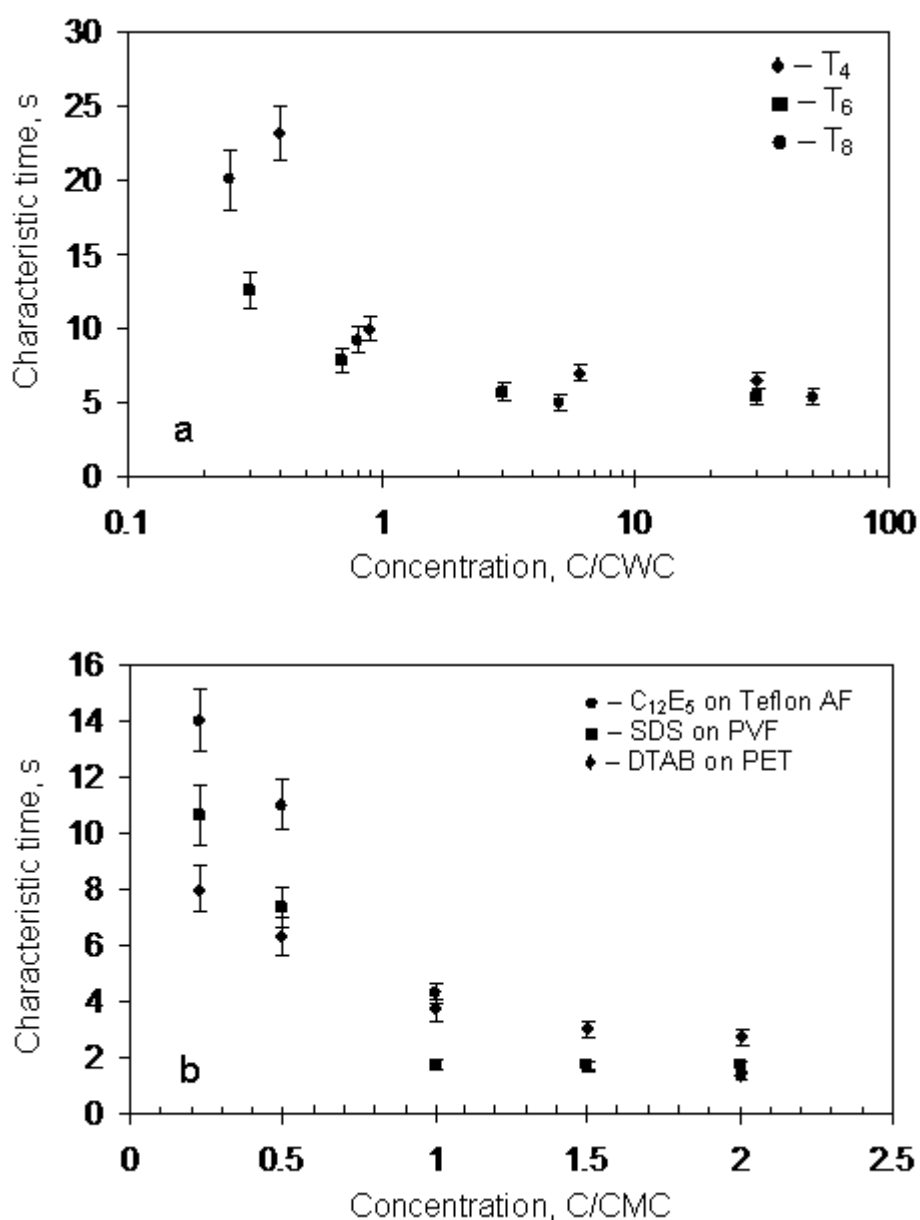 30
25
20
15
10
5
0
Characteristic time, s
– T₄
– T₆
– T₈
a
0.1 1 10 100
Concentration, C/CWC
16
14
12
10
8
6
4
2
0
Characteristic time, s
– C₁₂E₅ on Teflon AF
– SDS on PVF
– DTAB on PET
b
0 0.5 1 1.5 2 2.5
Concentration, C/CMC